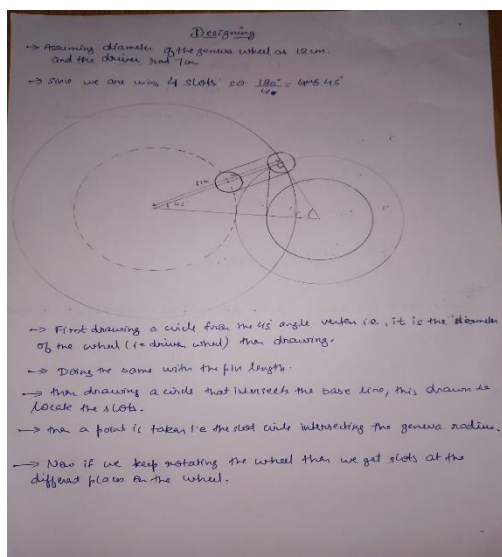 Designing
→ Assuming diameter of the geneva wheel as 12cm
and the driver rod 7cm
→ Since we are using 4 slots so 180°/4 = 45°
6cm
45
→ First drawing a circle from the 45° angle vertex i.e., it is the diameter
of the wheel (i.e driver wheel) then drawing.
→ Doing the same with the pin length.
→ then drawing a circle that intersects the base line, this drawn to
locate the slots.
→ then a point is taken i.e the slot circle intersecting the geneva radius.
→ Now if we keep rotating the wheel then we get slots at the
different places on the wheel.